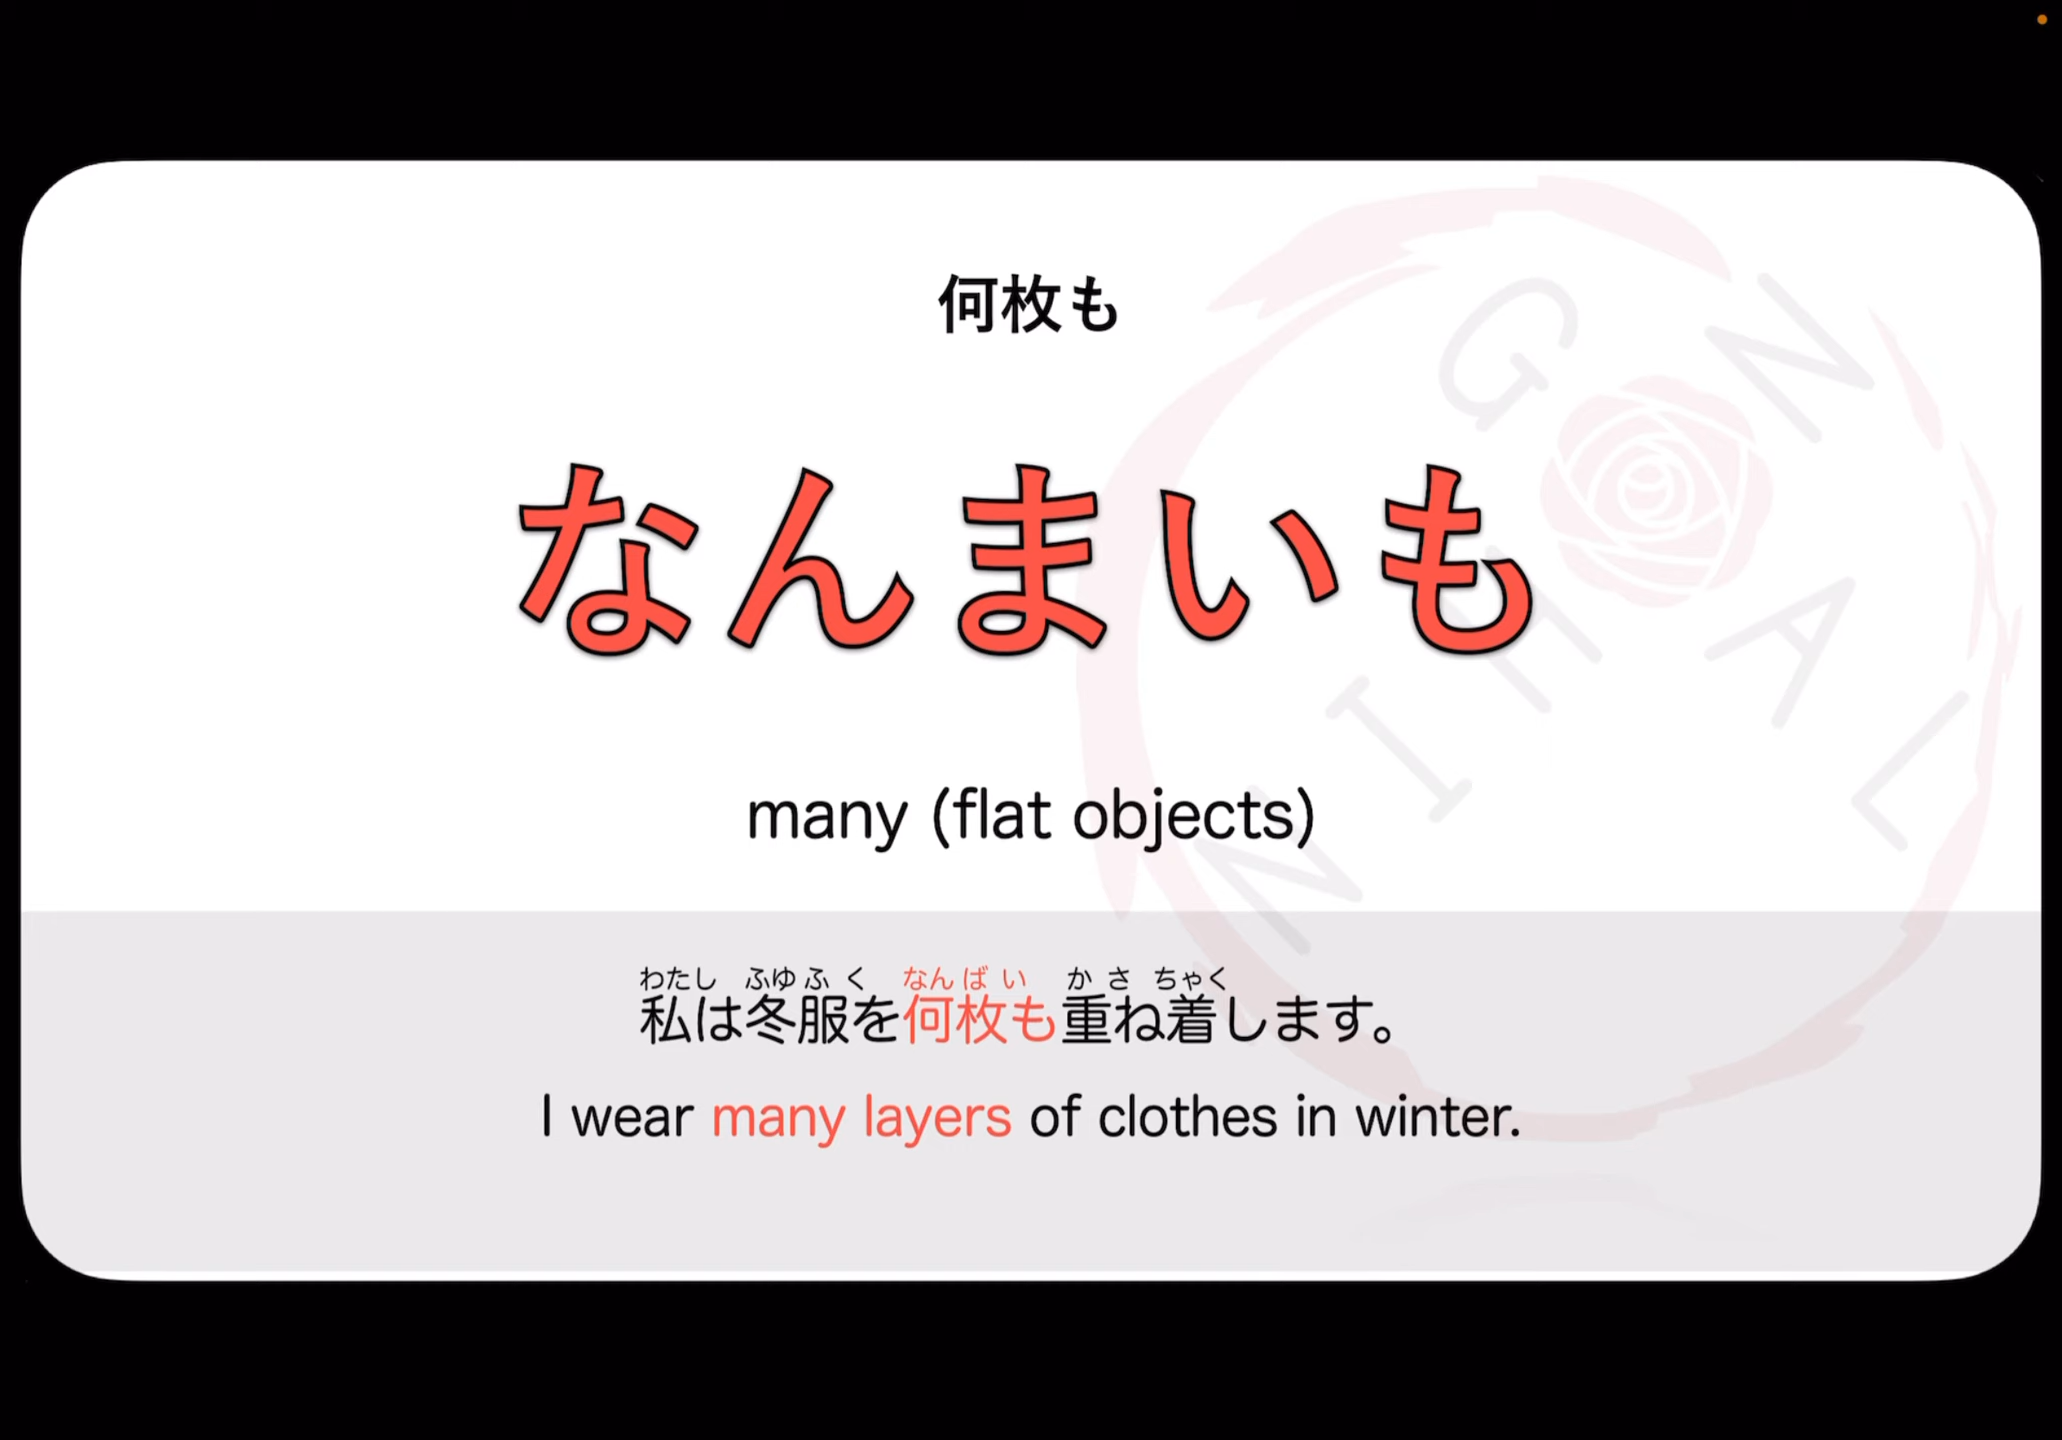 何枚も
なんまいも
many (flat objects)
わたし ふゆふく なんばい かさ ちゃく
私は冬服を何枚も重ね着します。
I wear many layers of clothes in winter.
NIHONGO